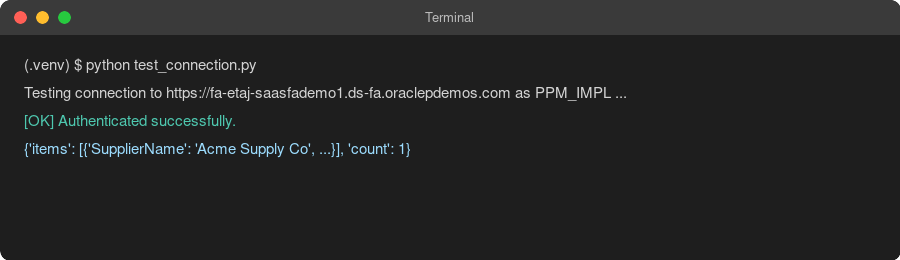 Terminal
(.venv) $ python test_connection.py
Testing connection to https://fa-etaj-saasfademo1.ds-fa.oraclepdemos.com as PPM_IMPL ...
[OK] Authenticated successfully.
{'items': [{'SupplierName': 'Acme Supply Co', ...}], 'count': 1}